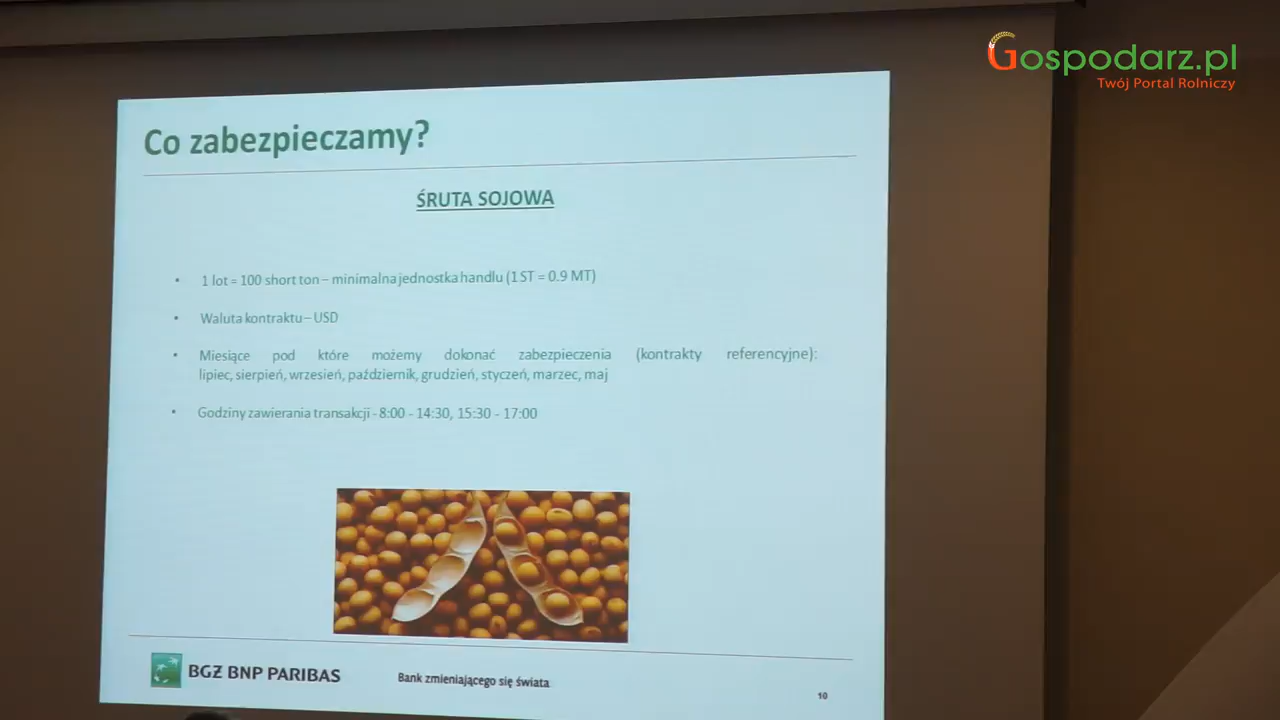 Gospodarz.pl
Twój Portal Rolniczy
Co zabezpieczamy?
ŚRUTA SOJOWA
• 1 lot = 100 short ton – minimalna jednostka handlu (1 ST = 0.9 MT)
• Waluta kontraktu – USD
• Miesiące pod które możemy dokonać zabezpieczenia (kontrakty referencyjne):
lipiec, sierpień, wrzesień, październik, grudzień, styczeń, marzec, maj
• Godziny zawierania transakcji - 8:00 - 14:30, 15:30 - 17:00
BGŻ BNP PARIBAS
Bank zmieniającego się świata
10